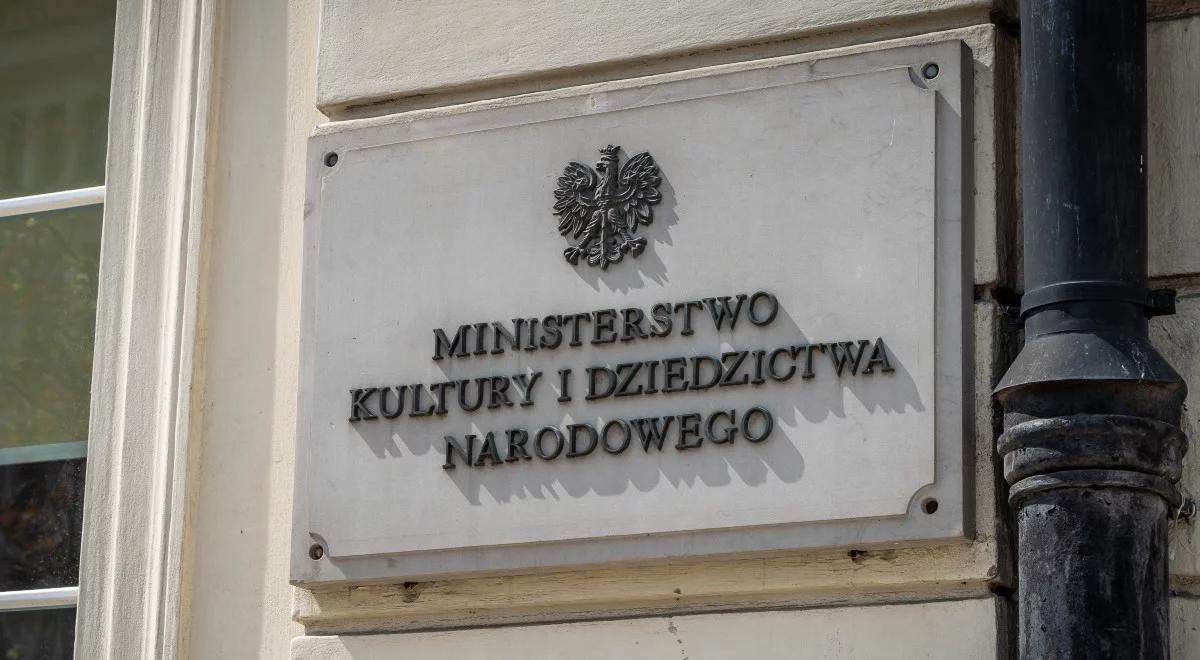 MINISTERSTWO
KULTURY I DZIEDZICTWA
NARODOWEGO